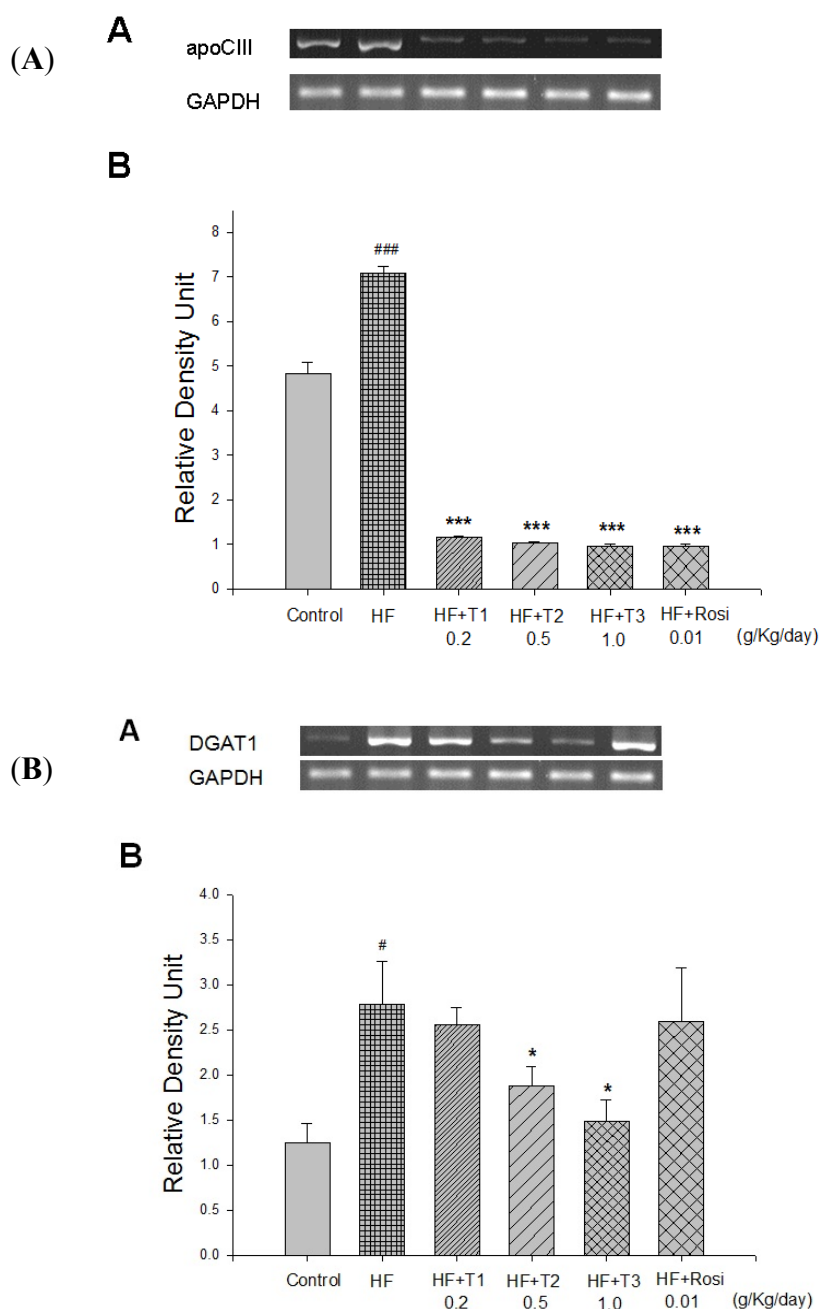 A
(A)
apoCIII
GAPDH
B
Relative Density Unit
8
7
6
5
4
3
2
1
0
###
*** *** *** ***
Control HF HF+T1 HF+T2 HF+T3 HF+Rosi
0.2 0.5 1.0 0.01 (g/Kg/day)
A
DGAT1
(B)
GAPDH
B
Relative Density Unit
4.0
3.5
3.0
2.5
2.0
1.5
1.0
0.5
0.0
#
* *
Control HF HF+T1 HF+T2 HF+T3 HF+Rosi
0.2 0.5 1.0 0.01 (g/Kg/day)